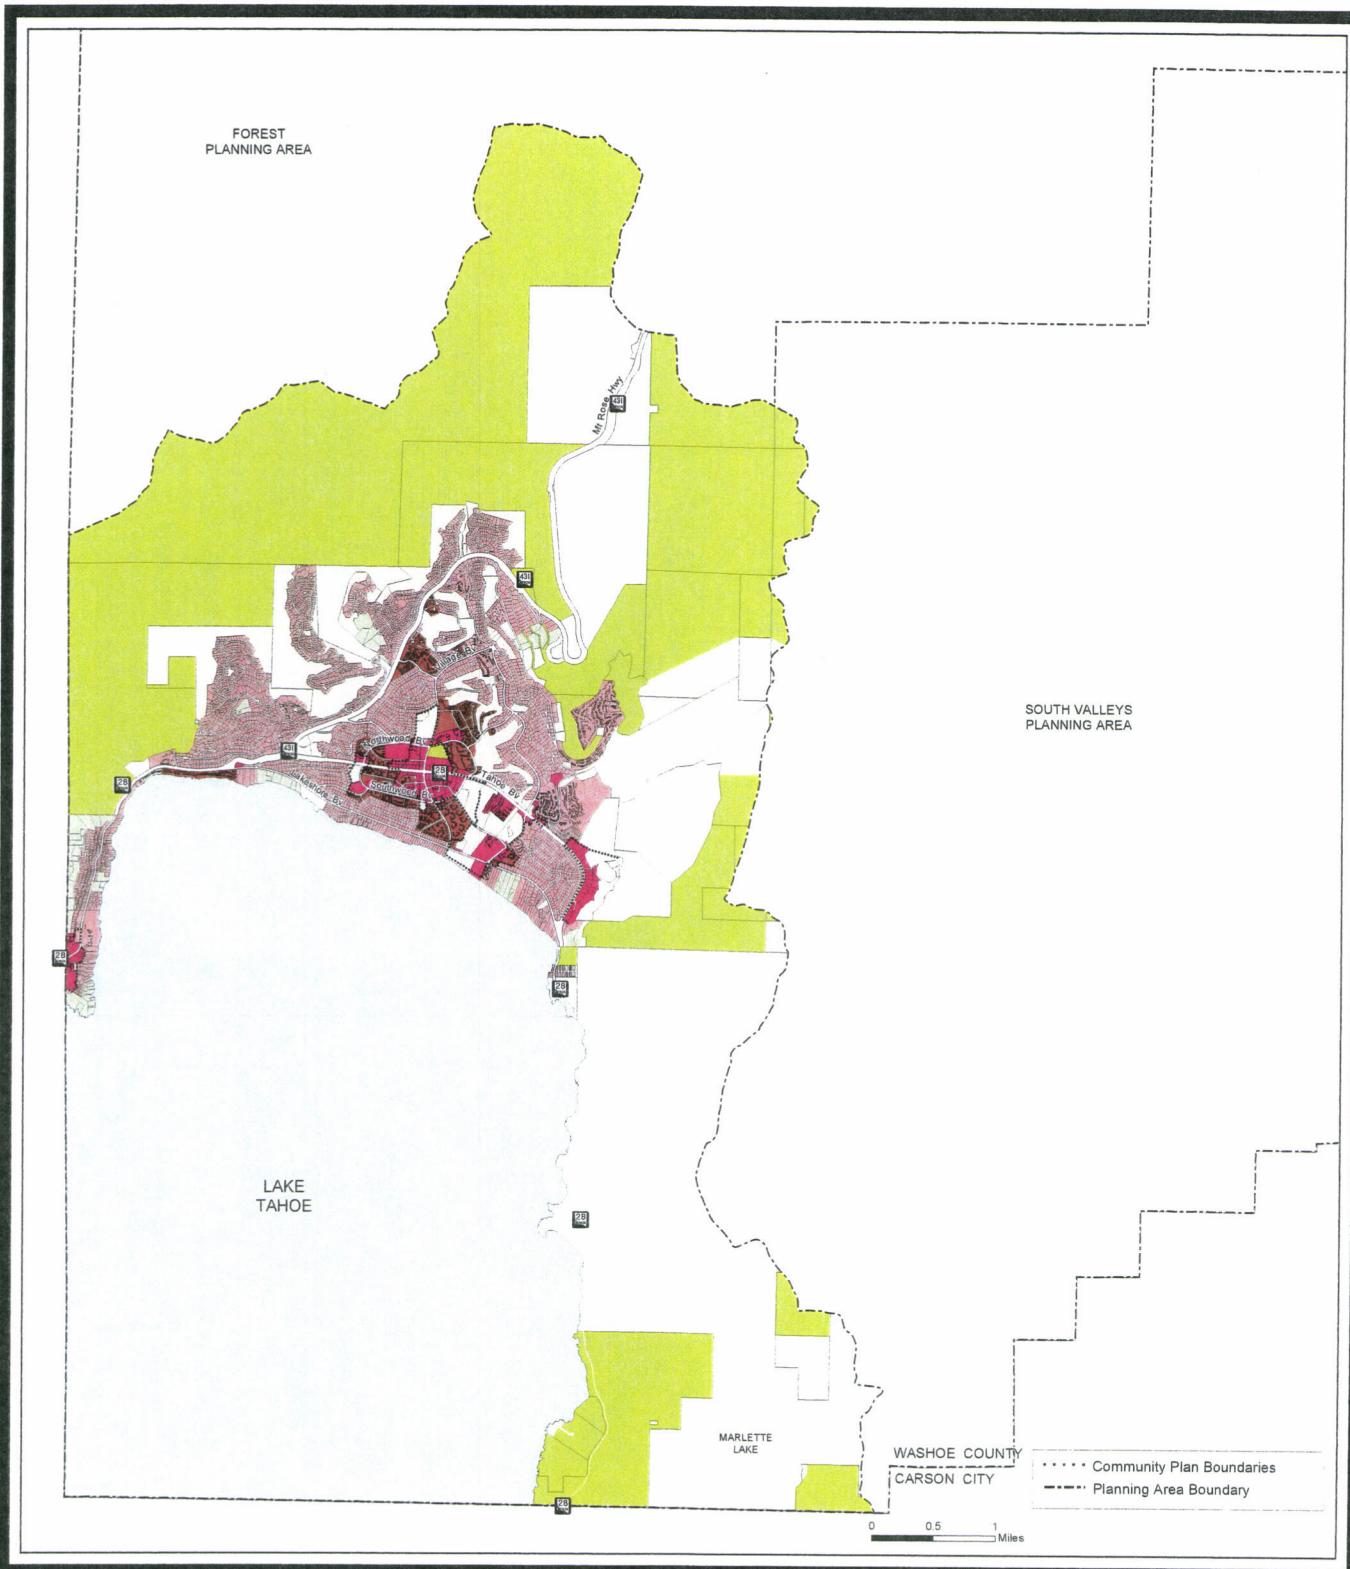 FOREST
PLANNING AREA
Mt Rose Hwy
431
431
Village Bv
SOUTH VALLEYS
PLANNING AREA
Northwood Bv
431
28
Tahoe Bv
28
Lakeshore Bv
Southwood Bv
28
28
LAKE
TAHOE
28
MARLETTE
LAKE
WASHOE COUNTY
CARSON CITY
Community Plan Boundaries
Planning Area Boundary
28
0 0.5 1
Miles